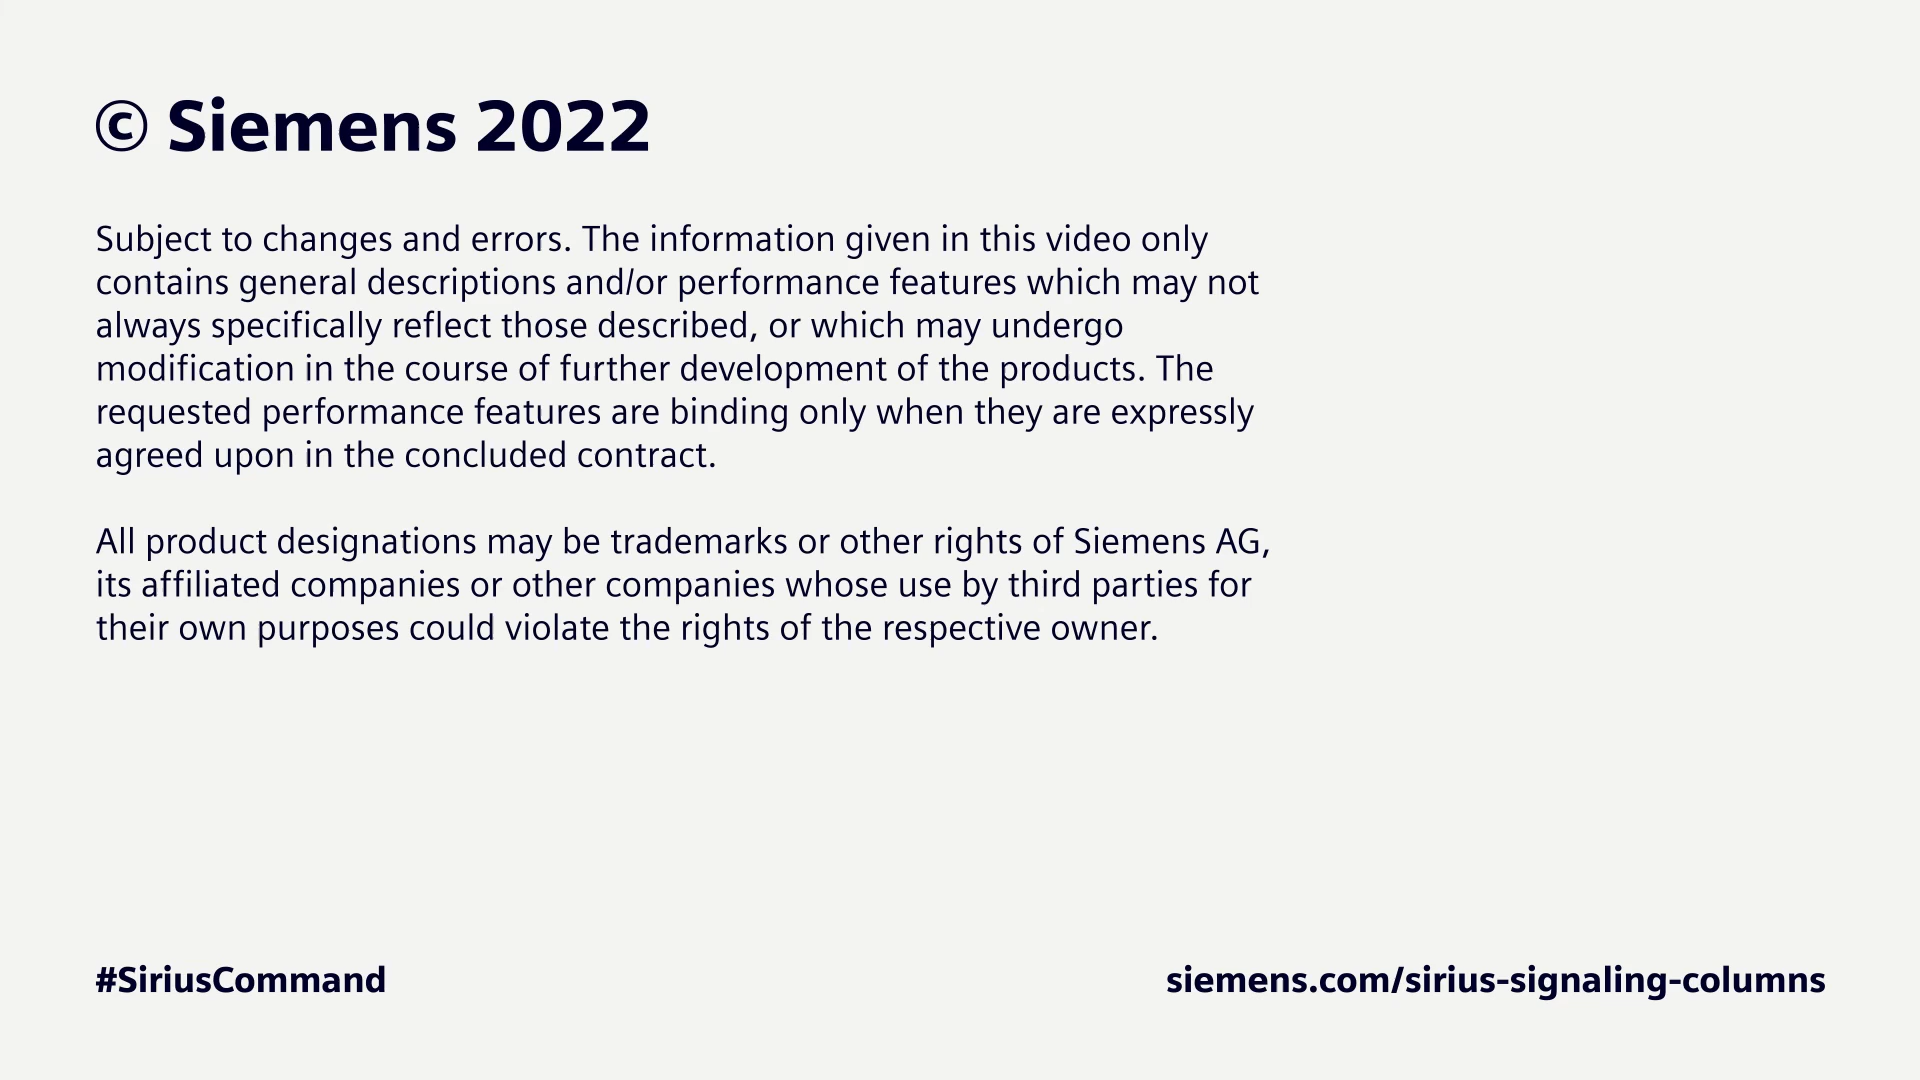 © Siemens 2022
Subject to changes and errors. The information given in this video only
contains general descriptions and/or performance features which may not
always specifically reflect those described, or which may undergo
modification in the course of further development of the products. The
requested performance features are binding only when they are expressly
agreed upon in the concluded contract.
All product designations may be trademarks or other rights of Siemens AG,
its affiliated companies or other companies whose use by third parties for
their own purposes could violate the rights of the respective owner.
#SiriusCommand
siemens.com/sirius-signaling-columns